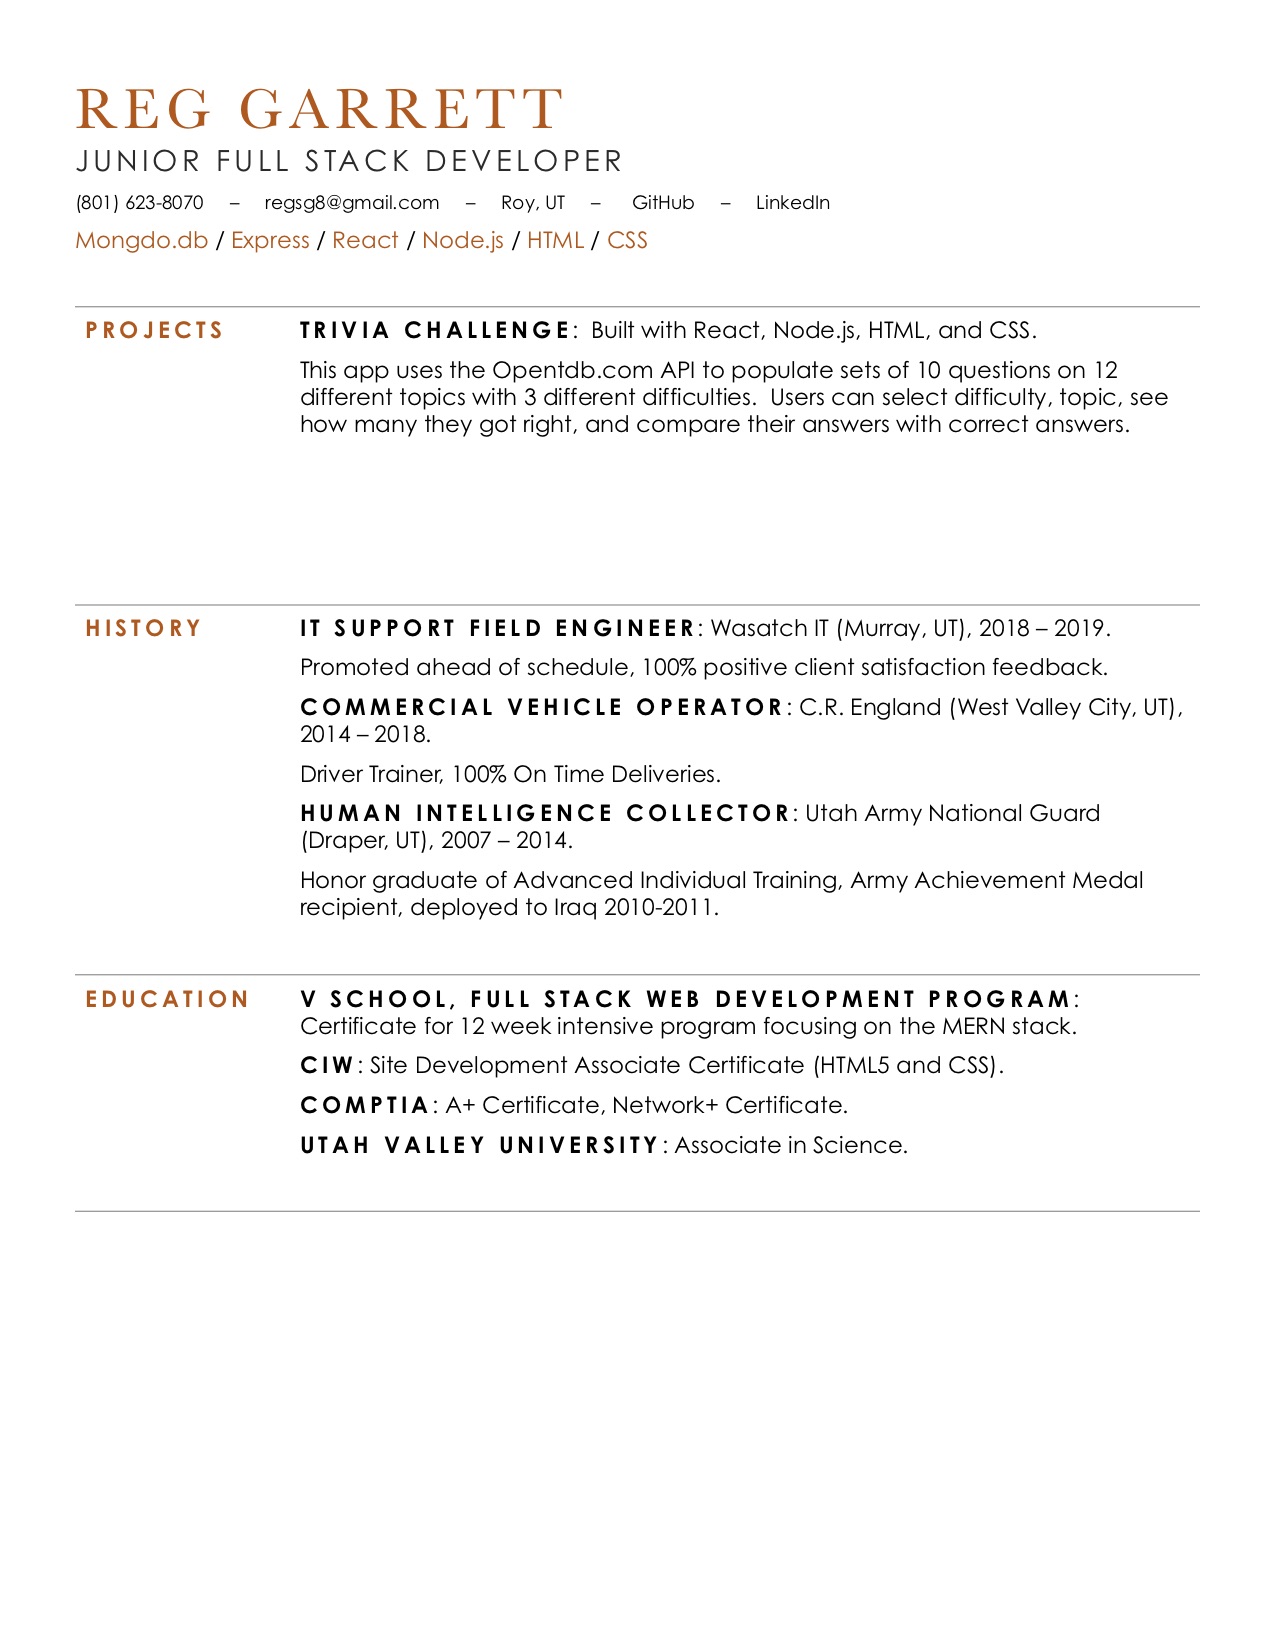 REG GARRETT
JUNIOR FULL STACK DEVELOPER
(801) 623-8070 – regsg8@gmail.com – Roy, UT – GitHub – LinkedIn
Mongdo.db / Express / React / Node.js / HTML / CSS
PROJECTS
TRIVIA CHALLENGE: Built with React, Node.js, HTML, and CSS.
This app uses the Opentdb.com API to populate sets of 10 questions on 12
different topics with 3 different difficulties. Users can select difficulty, topic, see
how many they got right, and compare their answers with correct answers.
HISTORY
IT SUPPORT FIELD ENGINEER: Wasatch IT (Murray, UT), 2018 – 2019.
Promoted ahead of schedule, 100% positive client satisfaction feedback.
COMMERCIAL VEHICLE OPERATOR: C.R. England (West Valley City, UT),
2014 – 2018.
Driver Trainer, 100% On Time Deliveries.
HUMAN INTELLIGENCE COLLECTOR: Utah Army National Guard
(Draper, UT), 2007 – 2014.
Honor graduate of Advanced Individual Training, Army Achievement Medal
recipient, deployed to Iraq 2010-2011.
EDUCATION
V SCHOOL, FULL STACK WEB DEVELOPMENT PROGRAM:
Certificate for 12 week intensive program focusing on the MERN stack.
CIW: Site Development Associate Certificate (HTML5 and CSS).
COMPTIA: A+ Certificate, Network+ Certificate.
UTAH VALLEY UNIVERSITY: Associate in Science.